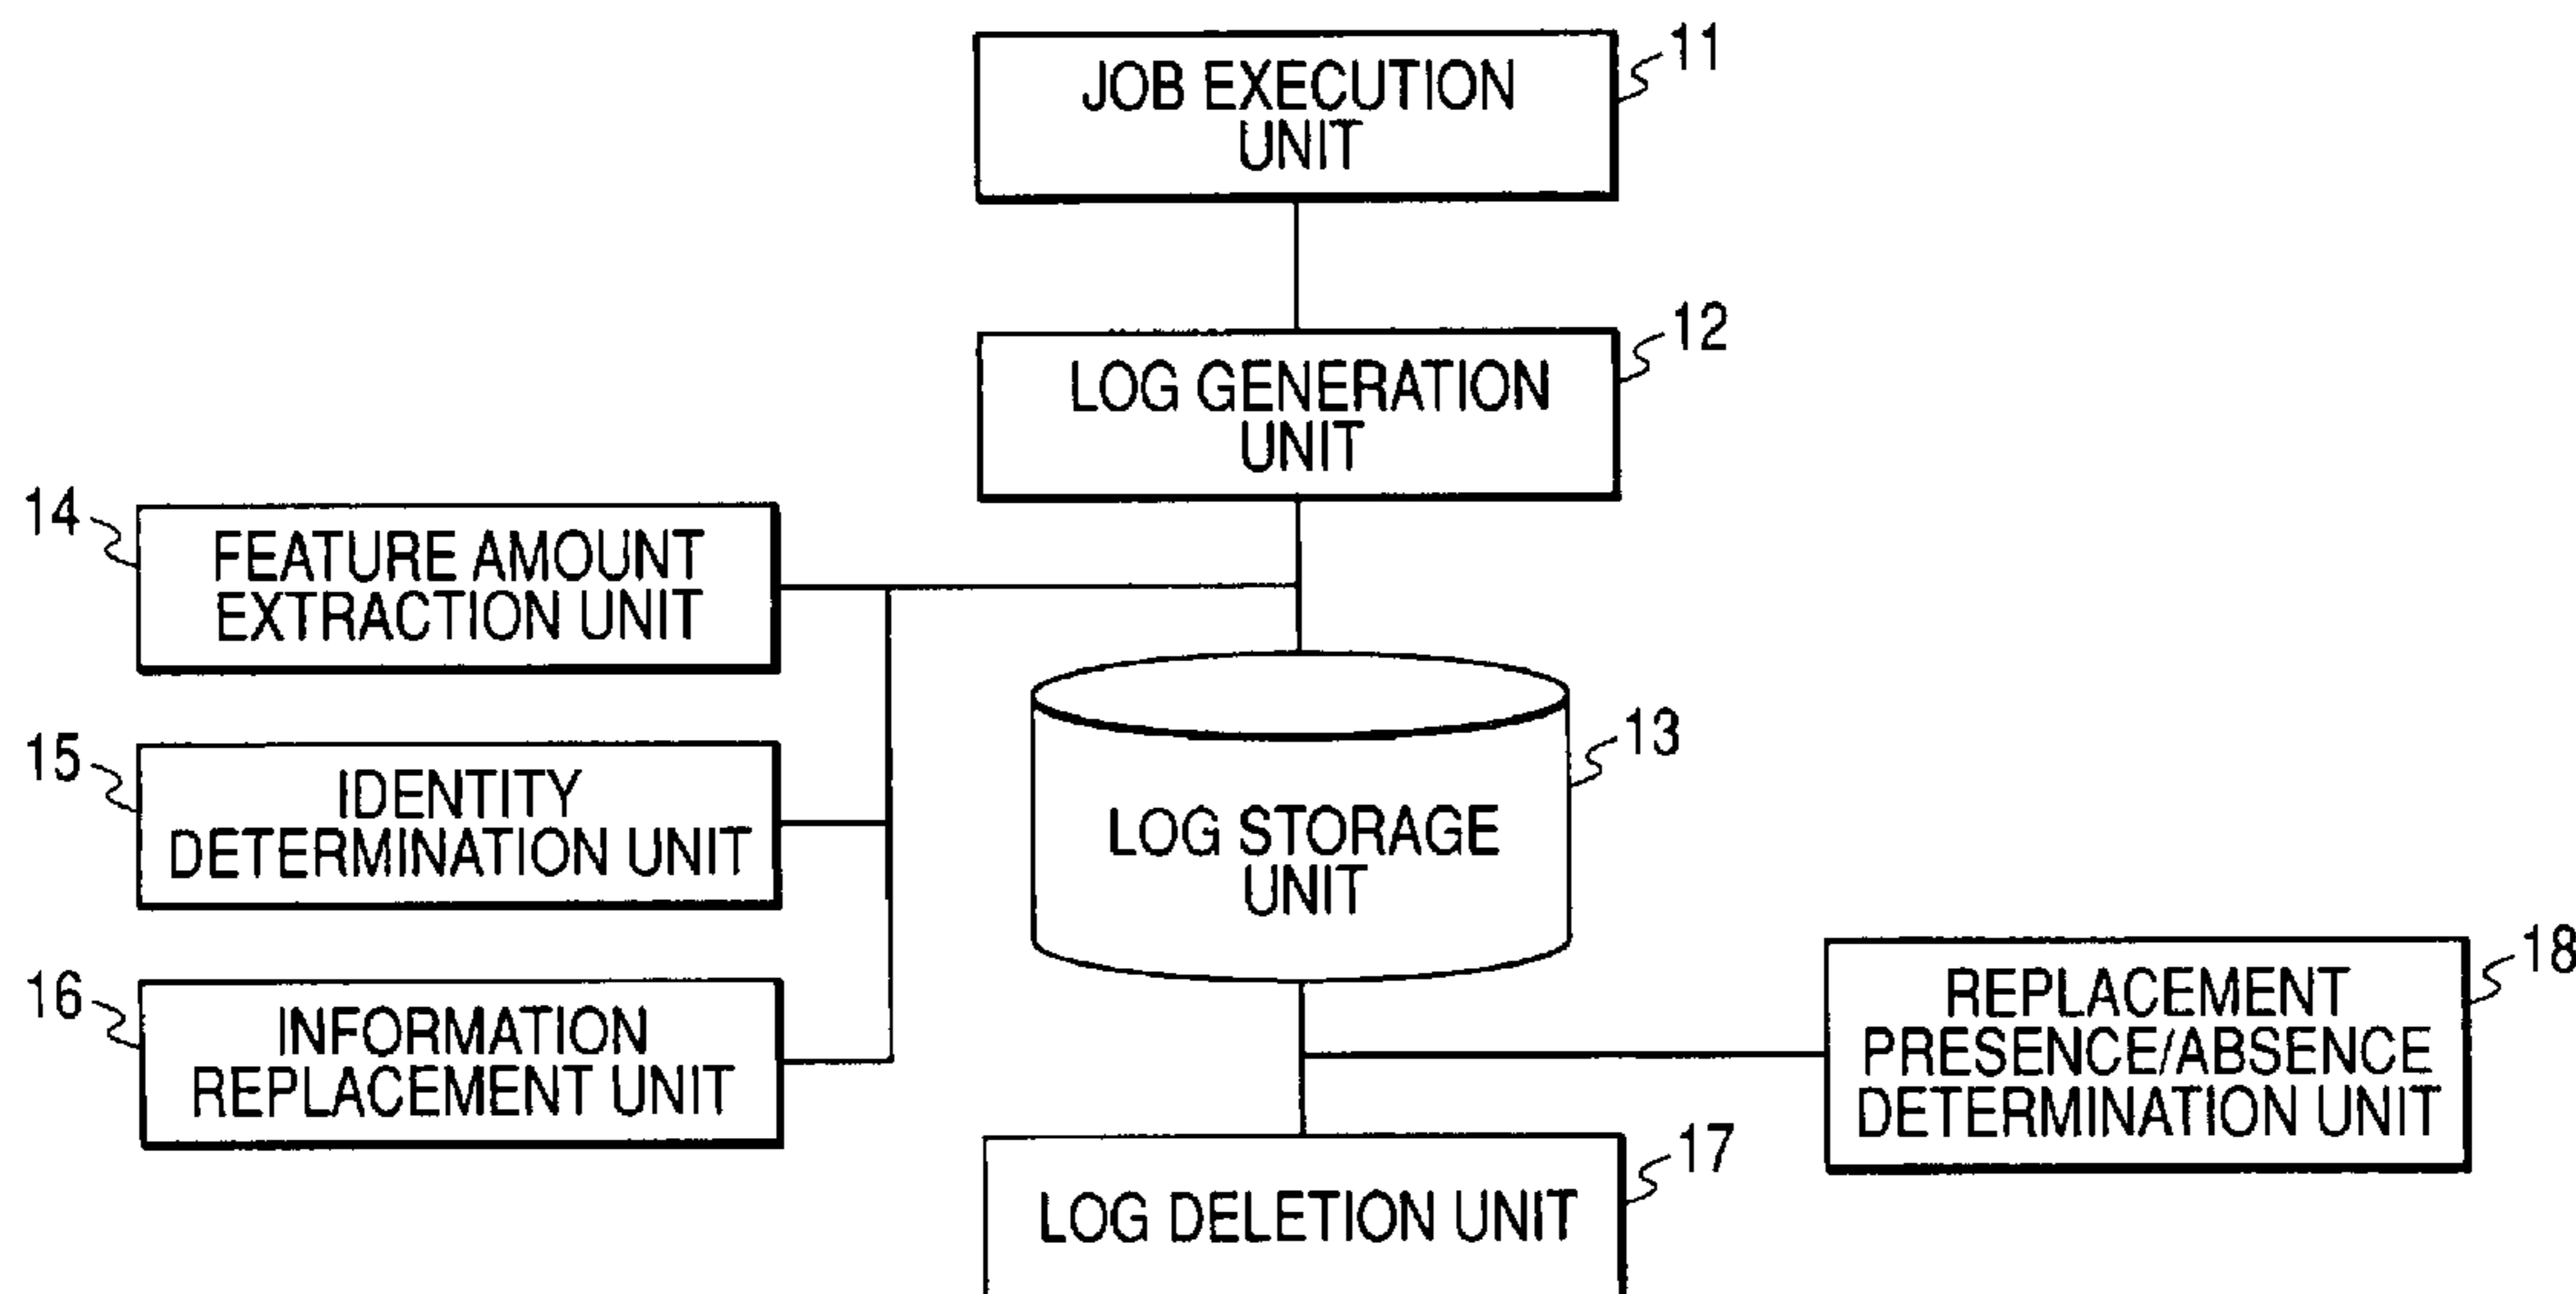 11
JOB EXECUTION
UNIT
12
LOG GENERATION
UNIT
14
FEATURE AMOUNT
EXTRACTION UNIT
15
IDENTITY
DETERMINATION UNIT
13
LOG STORAGE
UNIT
16
INFORMATION
REPLACEMENT UNIT
18
REPLACEMENT
PRESENCE/ABSENCE
DETERMINATION UNIT
17
LOG DELETION UNIT